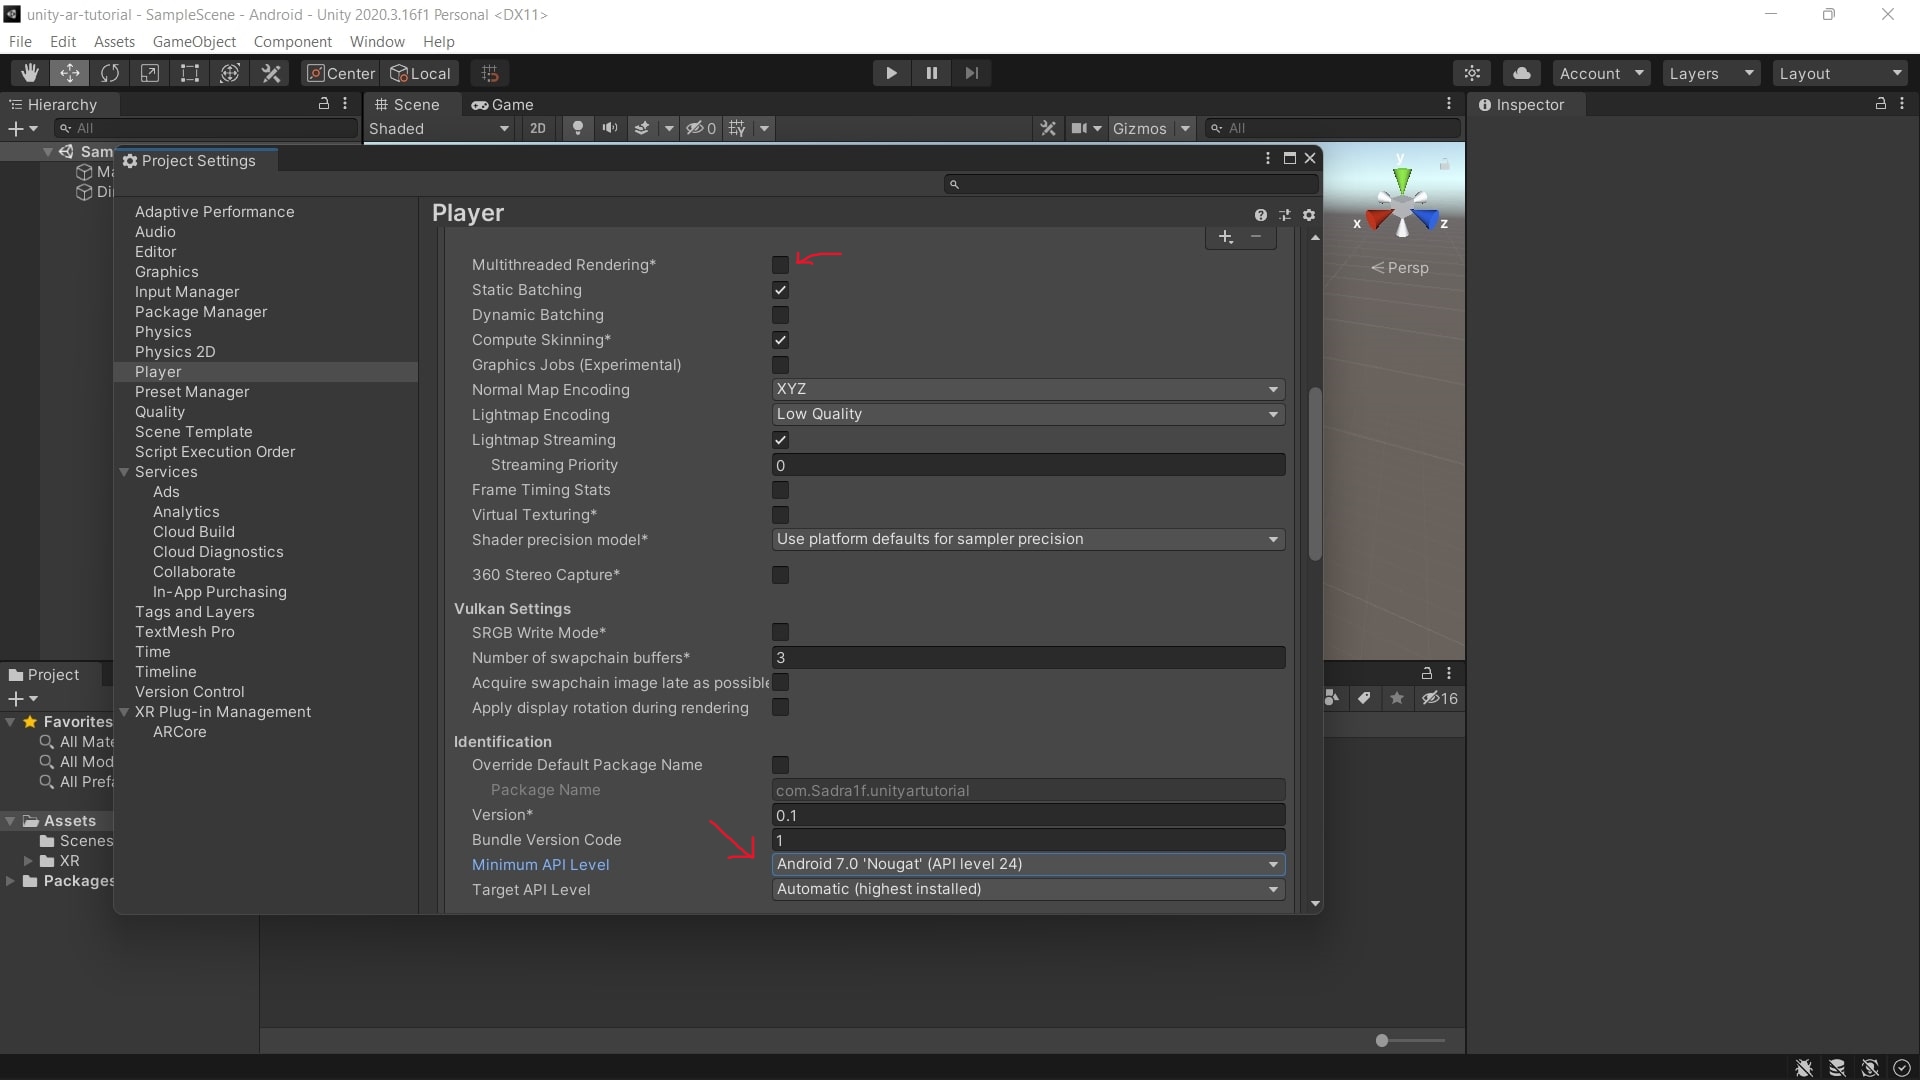 unity-ar-tutorial - SampleScene - Android - Unity 2020.3.16f1 Personal <DX11>
File Edit Assets GameObject Component Window Help
Center Local Account Layers Layout
Hierarchy Scene Game Inspector
All Shaded 2D 0 Gizmos All
Sam
Ma
Di
Project Settings
y
x
z
Persp
Player
Adaptive Performance
Audio
Editor
Graphics
Input Manager
Package Manager
Physics
Physics 2D
Player
Preset Manager
Quality
Scene Template
Script Execution Order
Services
Ads
Analytics
Cloud Build
Cloud Diagnostics
Collaborate
In-App Purchasing
Tags and Layers
TextMesh Pro
Time
Timeline
Version Control
XR Plug-in Management
ARCore
Multithreaded Rendering*
Static Batching
Dynamic Batching
Compute Skinning*
Graphics Jobs (Experimental)
Normal Map Encoding XYZ
Lightmap Encoding Low Quality
Lightmap Streaming
Streaming Priority 0
Frame Timing Stats
Virtual Texturing*
Shader precision model* Use platform defaults for sampler precision
360 Stereo Capture*
Vulkan Settings
SRGB Write Mode*
Number of swapchain buffers* 3
Acquire swapchain image late as possible
Apply display rotation during rendering
Identification
Override Default Package Name
Package Name com.Sadra1f.unityartutorial
Version* 0.1
Bundle Version Code 1
Minimum API Level Android 7.0 'Nougat' (API level 24)
Target API Level Automatic (highest installed)
Project
16
Favorites
All Mate
All Mod
All Prefa
Assets
Scenes
XR
Packages